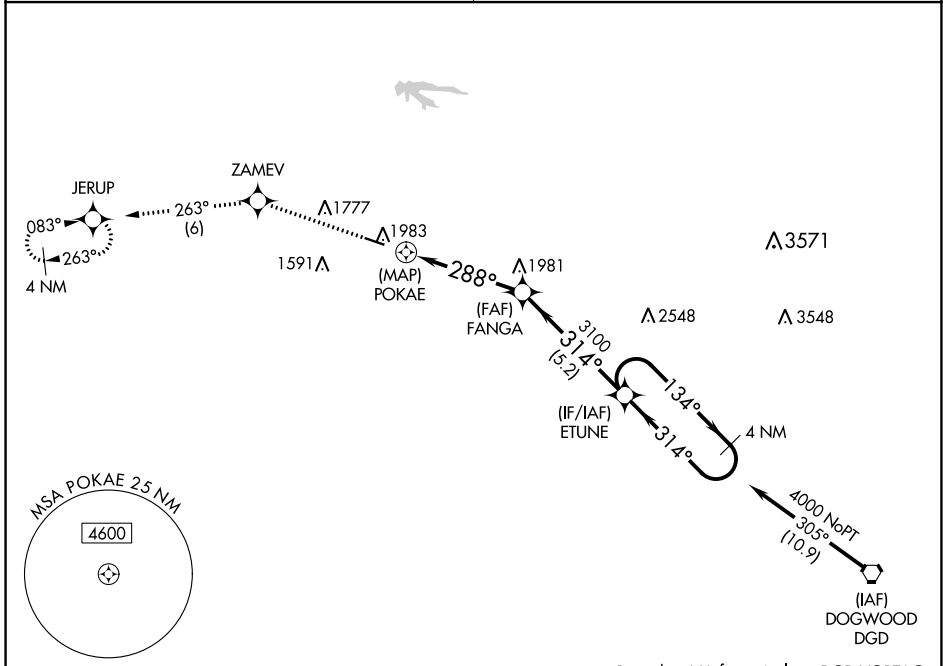 ZAMEV
JERUP
083°
263°
(6)
1777
1983
263°
4 NM
1591
(MAP)
POKAE
288°
1981
(FAF)
FANGA
3571
2548
3548
3100
314°
(5.2)
(IF/IAF)
ETUNE
134°
314°
4 NM
MSA POKAE 25 NM
4600
4000 NoPT
305°
(10.9)
(IAF)
DOGWOOD
DGD